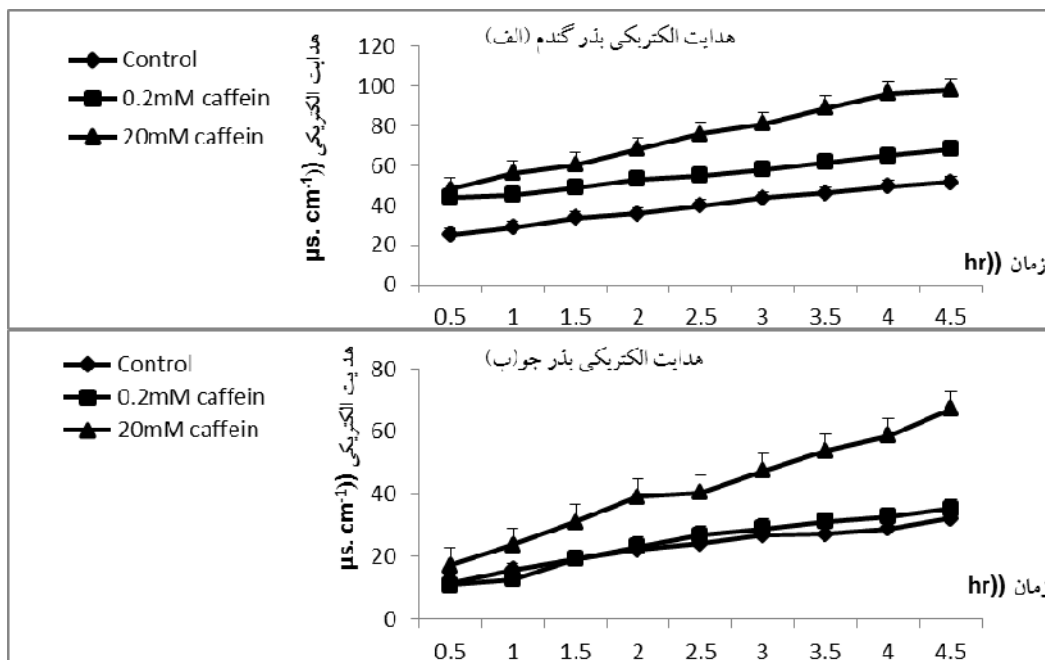 هدایت الکتریکی بذر گندم (الف)
Control
0.2mM caffein
20mM caffein
هدایت الکتریکی ((µs. cm⁻¹
120
100
80
60
40
20
0
زمان ((hr
0.5 1 1.5 2 2.5 3 3.5 4 4.5
هدایت الکتریکی بذر جو(ب)
Control
0.2mM caffein
20mM caffein
هدایت الکتریکی ((µs. cm⁻¹
80
60
40
20
0
زمان ((hr
0.5 1 1.5 2 2.5 3 3.5 4 4.5